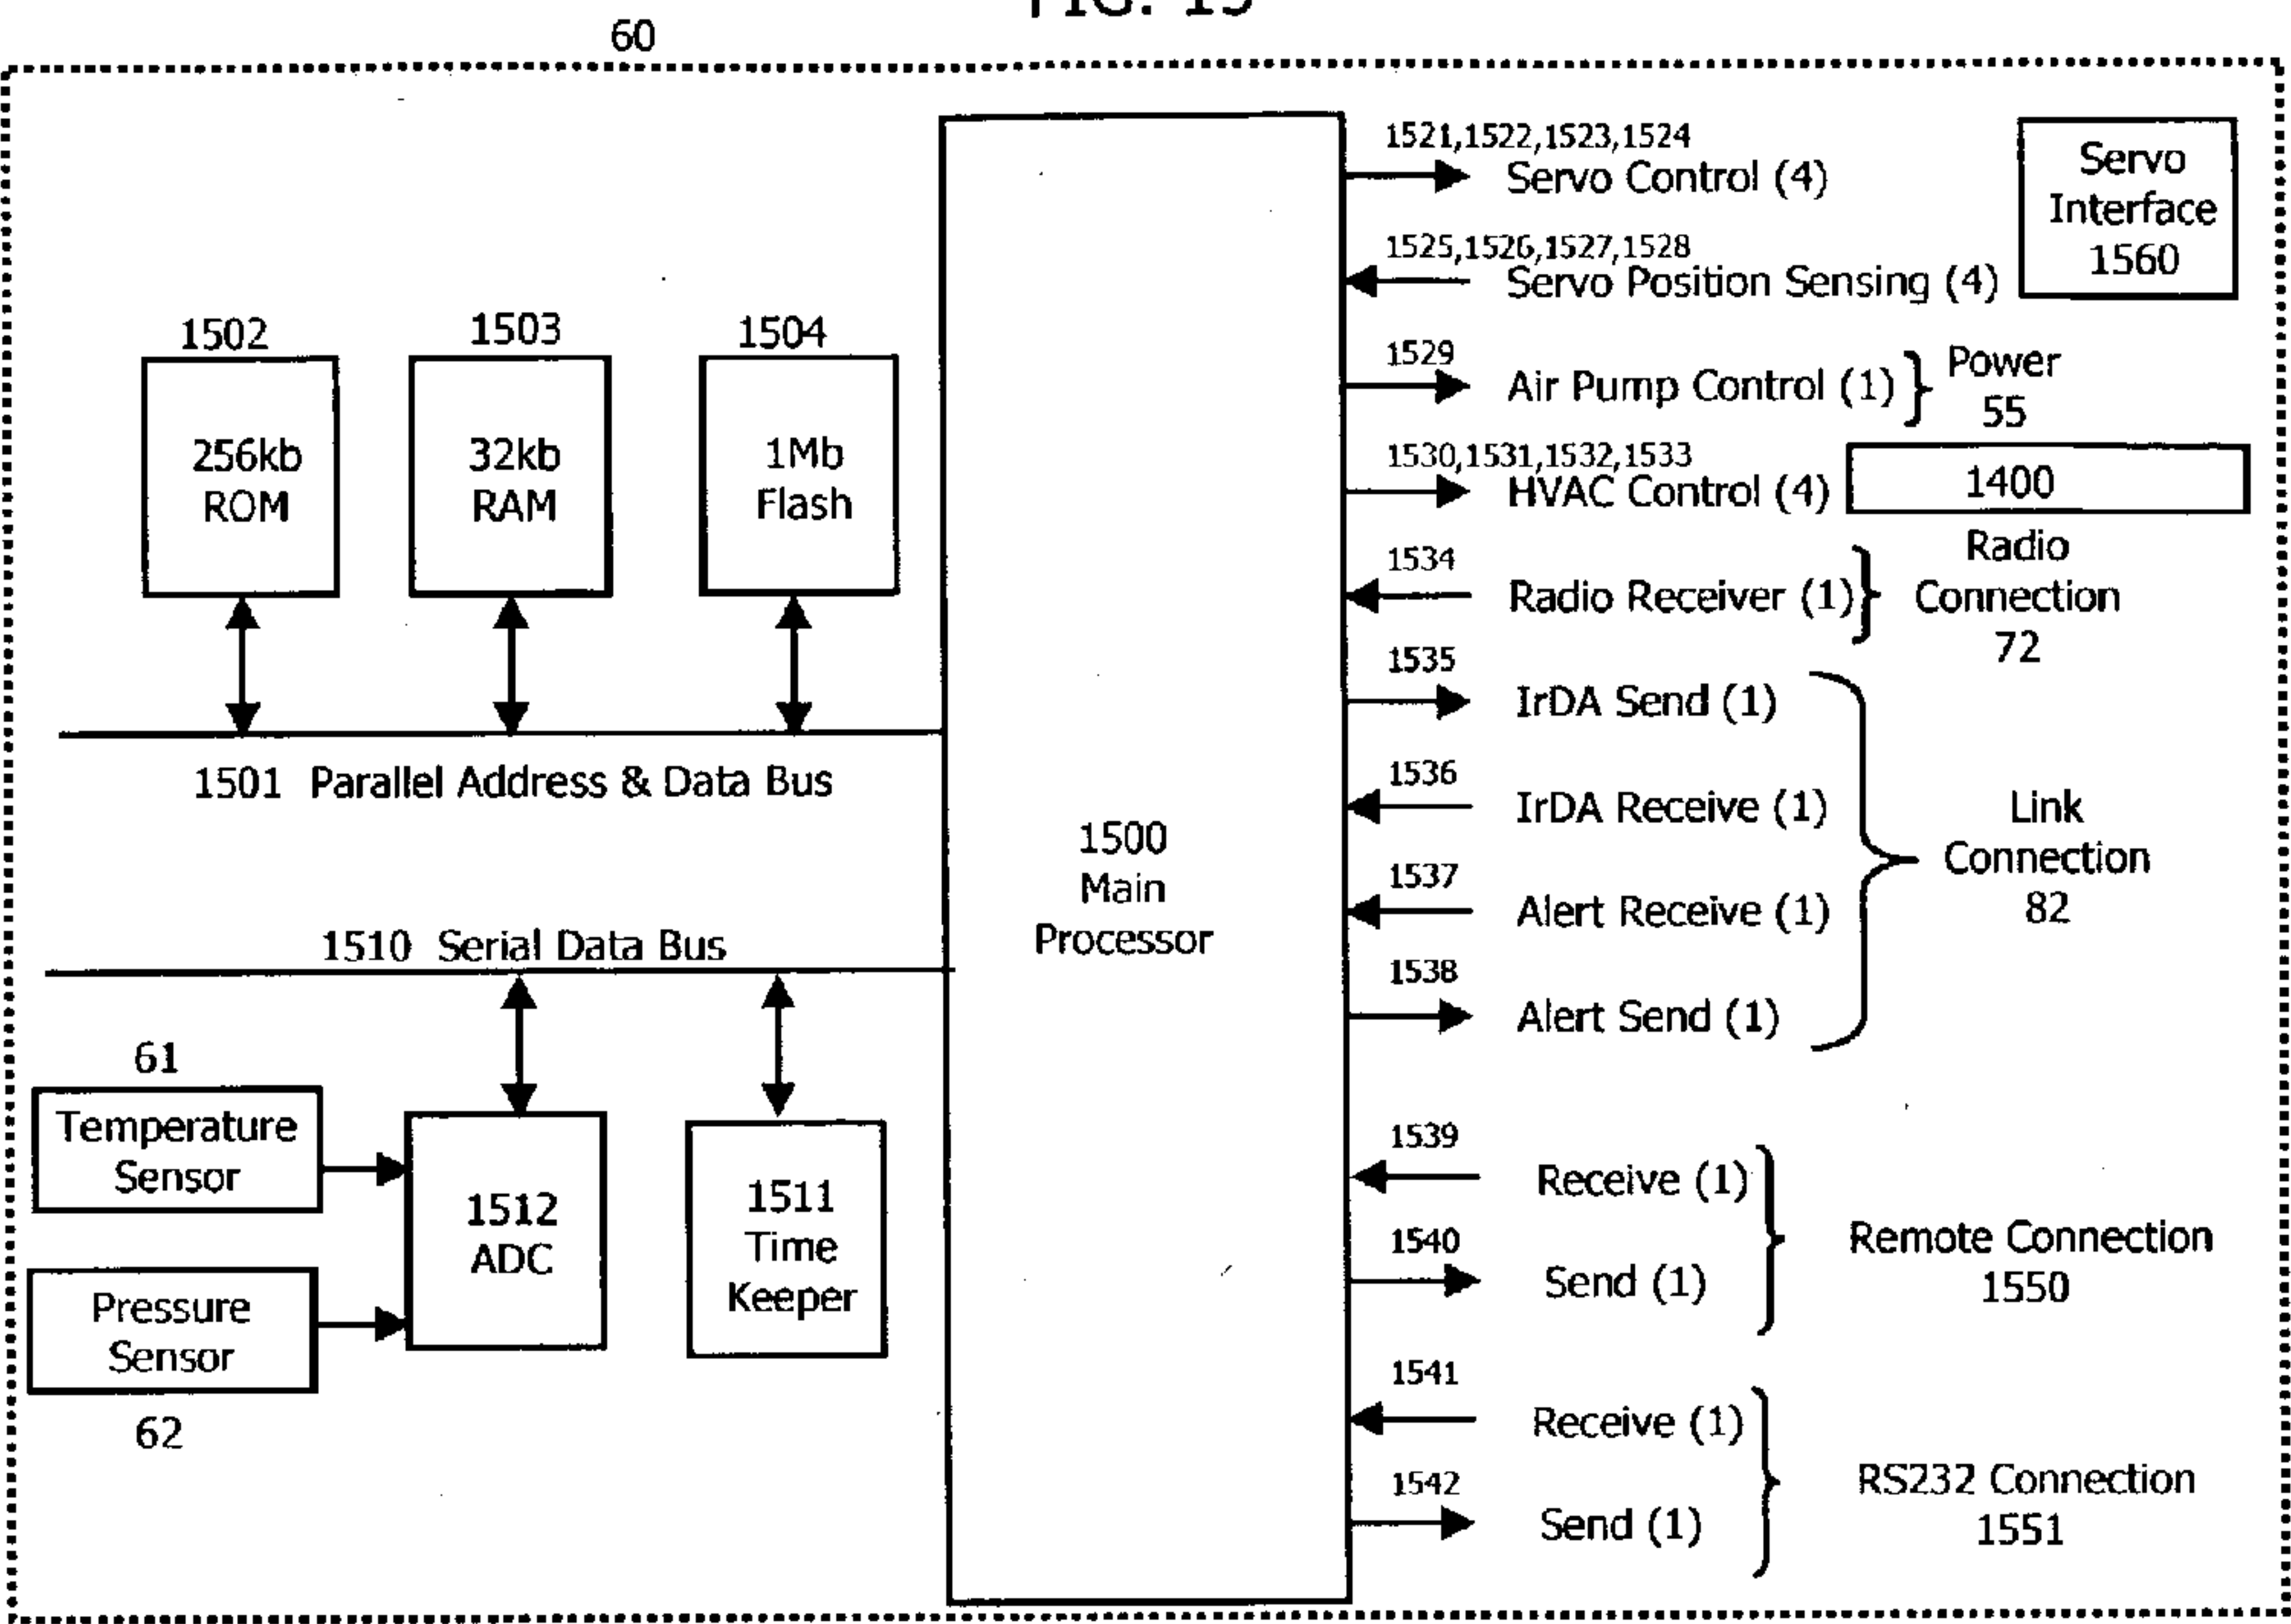 FIG. 15
60
1502
256kb
ROM
1503
32kb
RAM
1504
1Mb
Flash
1501 Parallel Address & Data Bus
1510 Serial Data Bus
61
Temperature
Sensor
Pressure
Sensor
62
1512
ADC
1511
Time
Keeper
1500
Main
Processor
1521,1522,1523,1524
Servo Control (4)
1525,1526,1527,1528
Servo Position Sensing (4)
Servo
Interface
1560
1529
Air Pump Control (1)
Power
55
1530,1531,1532,1533
HVAC Control (4)
1400
1534
Radio Receiver (1)
Radio
Connection
72
1535
IrDA Send (1)
1536
IrDA Receive (1)
1537
Alert Receive (1)
1538
Alert Send (1)
Link
Connection
82
1539
Receive (1)
1540
Send (1)
Remote Connection
1550
1541
Receive (1)
1542
Send (1)
RS232 Connection
1551